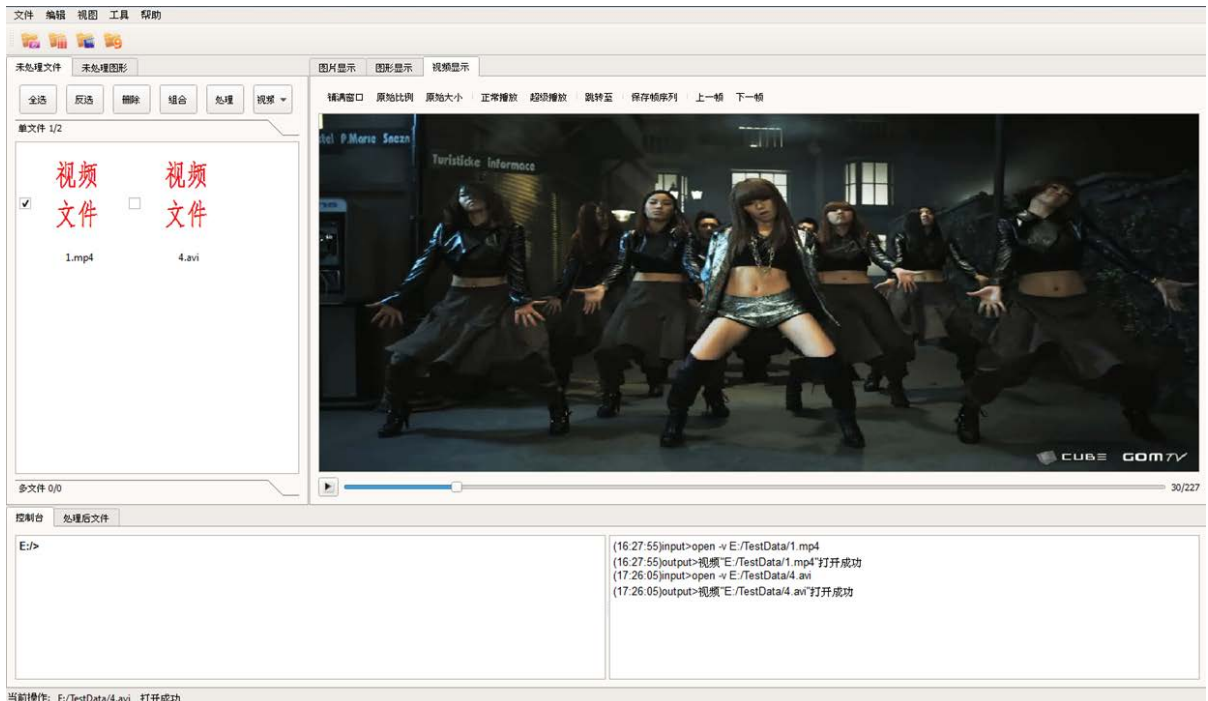 文件 编辑 视图 工具 帮助
未处理文件 未处理图形
全选 反选 删除 组合 处理 视频
单文件 1/2
视频
文件
1.mp4
视频
文件
4.avi
多文件 0/0
图片显示 图形显示 视频显示
铺满窗口 原始比例 原始大小 正常播放 超级播放 跳转至 保存帧序列 上一帧 下一帧
tel P.Maria Snezn
Turisticke informace
CUBE GOMTV
30/227
控制台 处理后文件
E:/>
(16:27:55)input>open -v E:/TestData/1.mp4
(16:27:55)output>视频"E:/TestData/1.mp4"打开成功
(17:26:05)input>open -v E:/TestData/4.avi
(17:26:05)output>视频"E:/TestData/4.avi"打开成功
当前操作: E:/TestData/4.avi 打开成功